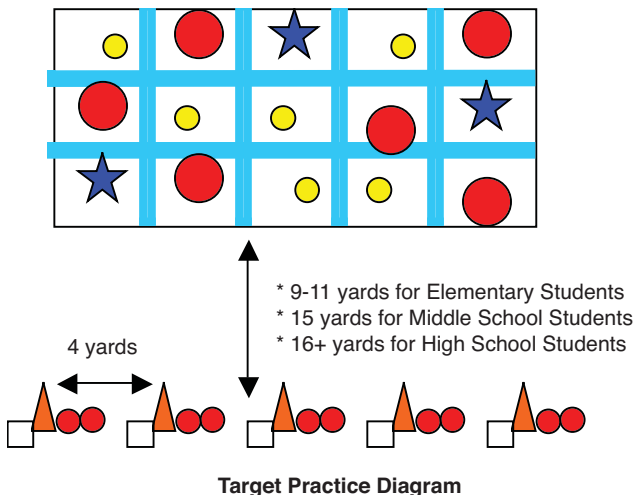 * 9-11 yards for Elementary Students
* 15 yards for Middle School Students
* 16+ yards for High School Students
4 yards
Target Practice Diagram